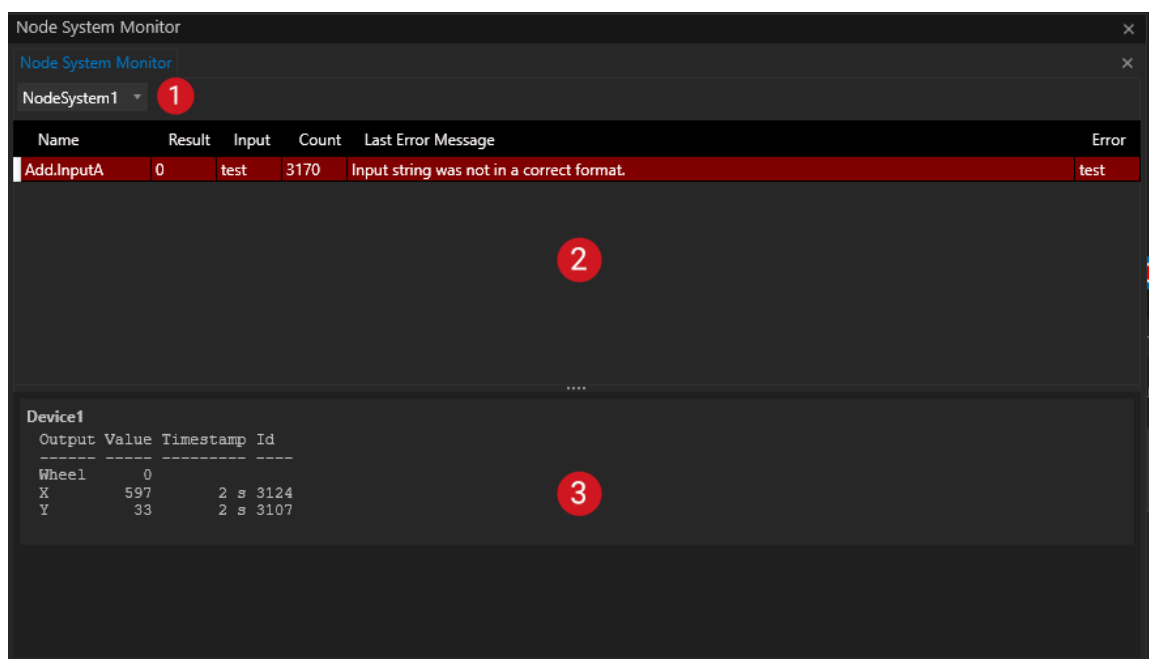 Node System Monitor
Node System Monitor
NodeSystem1 1
Name Result Input Count Last Error Message Error
Add.InputA 0 test 3170 Input string was not in a correct format. test
2
Device1
Output Value Timestamp Id
------ ----- --------- ----
Wheel 0
X 597 2 s 3124
3
Y 33 2 s 3107